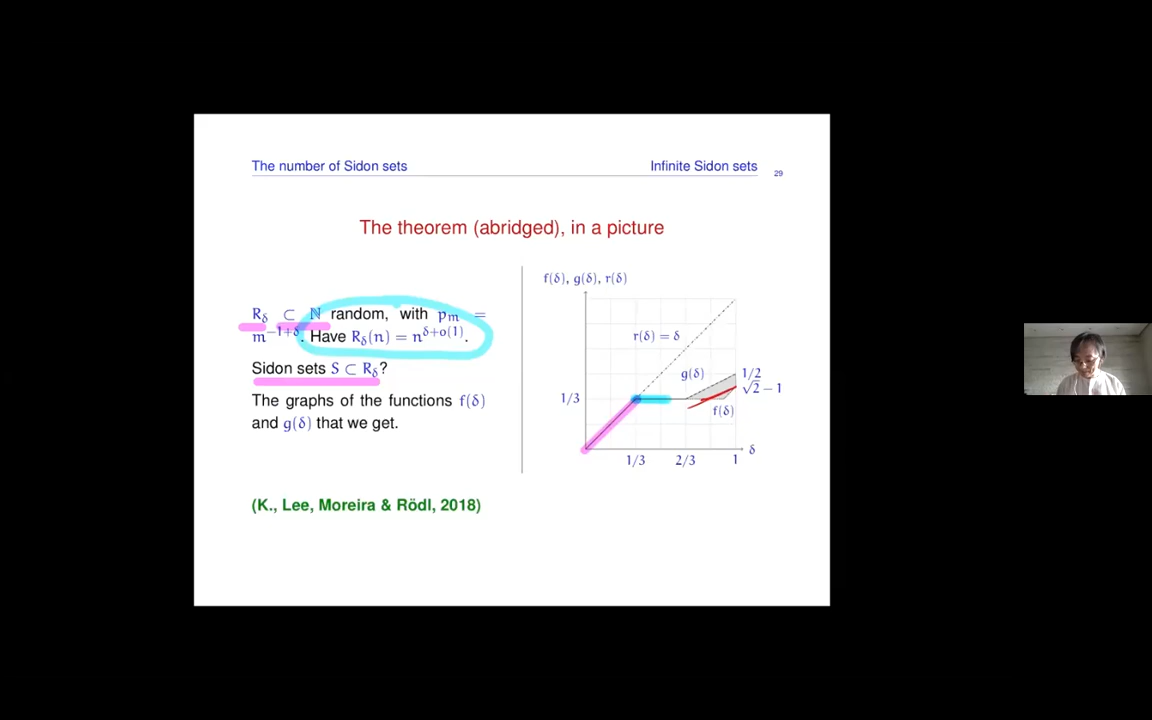 The number of Sidon sets
Infinite Sidon sets
29
The theorem (abridged), in a picture
R_δ ⊂ ℕ random, with p_m =
m^{−1+δ}. Have R_δ(n) = n^{δ+o(1)}.
Sidon sets S ⊂ R_δ?
The graphs of the functions f(δ)
and g(δ) that we get.
(K., Lee, Moreira & Rödl, 2018)
f(δ), g(δ), r(δ)
r(δ) = δ
g(δ)
1/2
√2 − 1
1/3
f(δ)
δ
1/3
2/3
1